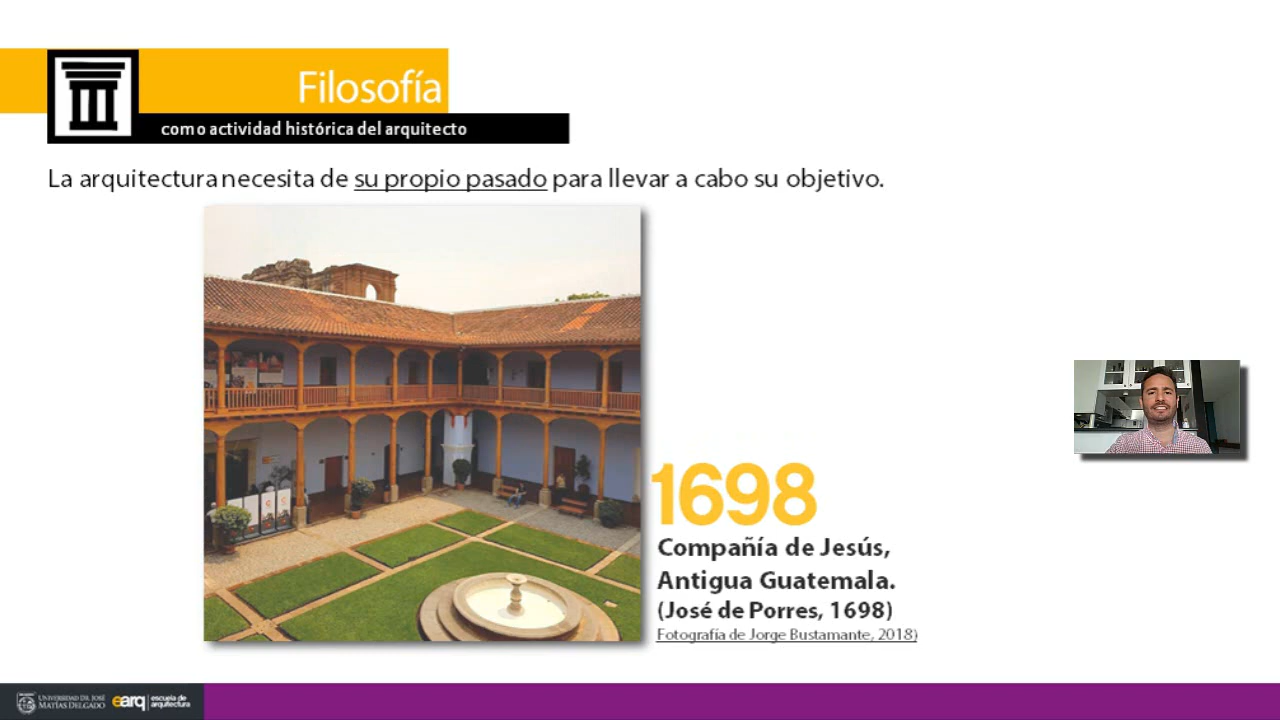 Filosofía
como actividad histórica del arquitecto
La arquitectura necesita de su propio pasado para llevar a cabo su objetivo.
1698
Compañía de Jesús,
Antigua Guatemala.
(José de Porres, 1698)
Fotografía de Jorge Bustamante, 2018)
UNIVERSIDAD DR. JOSÉ
MATÍAS DELGADO
earq
escuela de
arquitectura